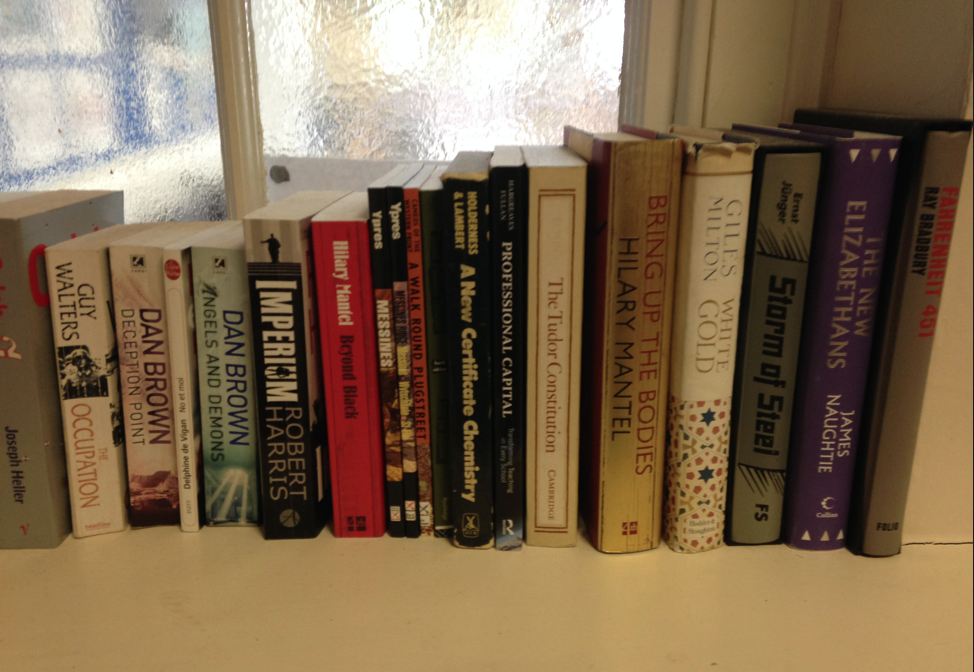 Joseph Heller
GUY
WALTERS
THE
OCCUPATION
headline
DAN BROWN
DECEPTION POINT
No et moi
Delphine de Vigan
DAN BROWN
ANGELS AND DEMONS
IMPERIUM
ROBERT
HARRIS
Hilary Mantel Beyond Black
Ypres
MESSINES
Ypres
A WALK ROUND PLUGSTREET
HOLDERNESS
& LAMBERT
A New Certificate Chemistry
HARGREAVES
FULLAN
PROFESSIONAL CAPITAL
Transforming Teaching
in Every School
R
The Tudor Constitution
CAMBRIDGE
BRING UP THE BODIES
HILARY MANTEL
GILES
MILTON
WHITE
GOLD
Hodder &
Stoughton
Ernst
Jünger
Storm of Steel
FS
THE NEW
ELIZABETHANS
JAMES
NAUGHTIE
Collins
FAHRENHEIT 451
RAY BRADBURY
FOLIO